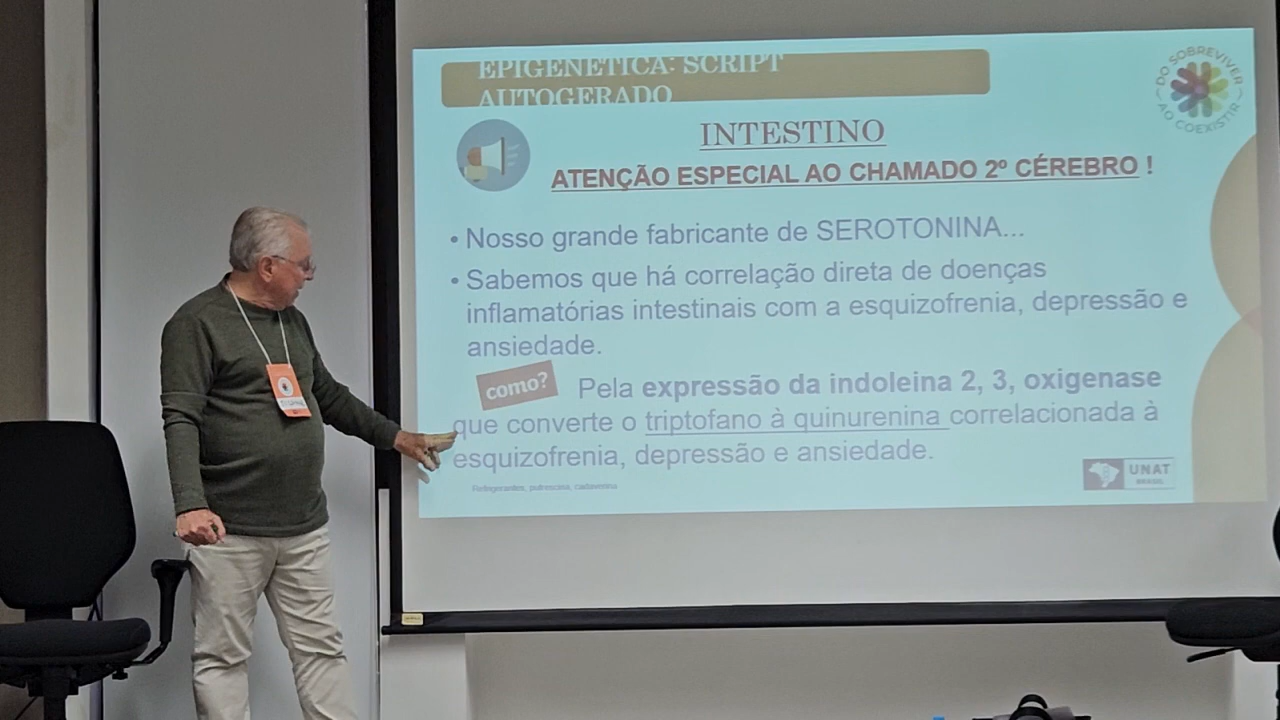 EPIGENÉTICA: SCRIPT
AUTOGERADO
DO SOBREVIVER
AO COEXISTIR
INTESTINO
ATENÇÃO ESPECIAL AO CHAMADO 2º CÉREBRO !
• Nosso grande fabricante de SEROTONINA...
• Sabemos que há correlação direta de doenças
inflamatórias intestinais com a esquizofrenia, depressão e
ansiedade.
como? Pela expressão da indoleina 2, 3, oxigenase
que converte o triptofano à quinurenina correlacionada à
esquizofrenia, depressão e ansiedade.
Refrigerantes, putrescina, cadaverina
UNAT
BRASIL